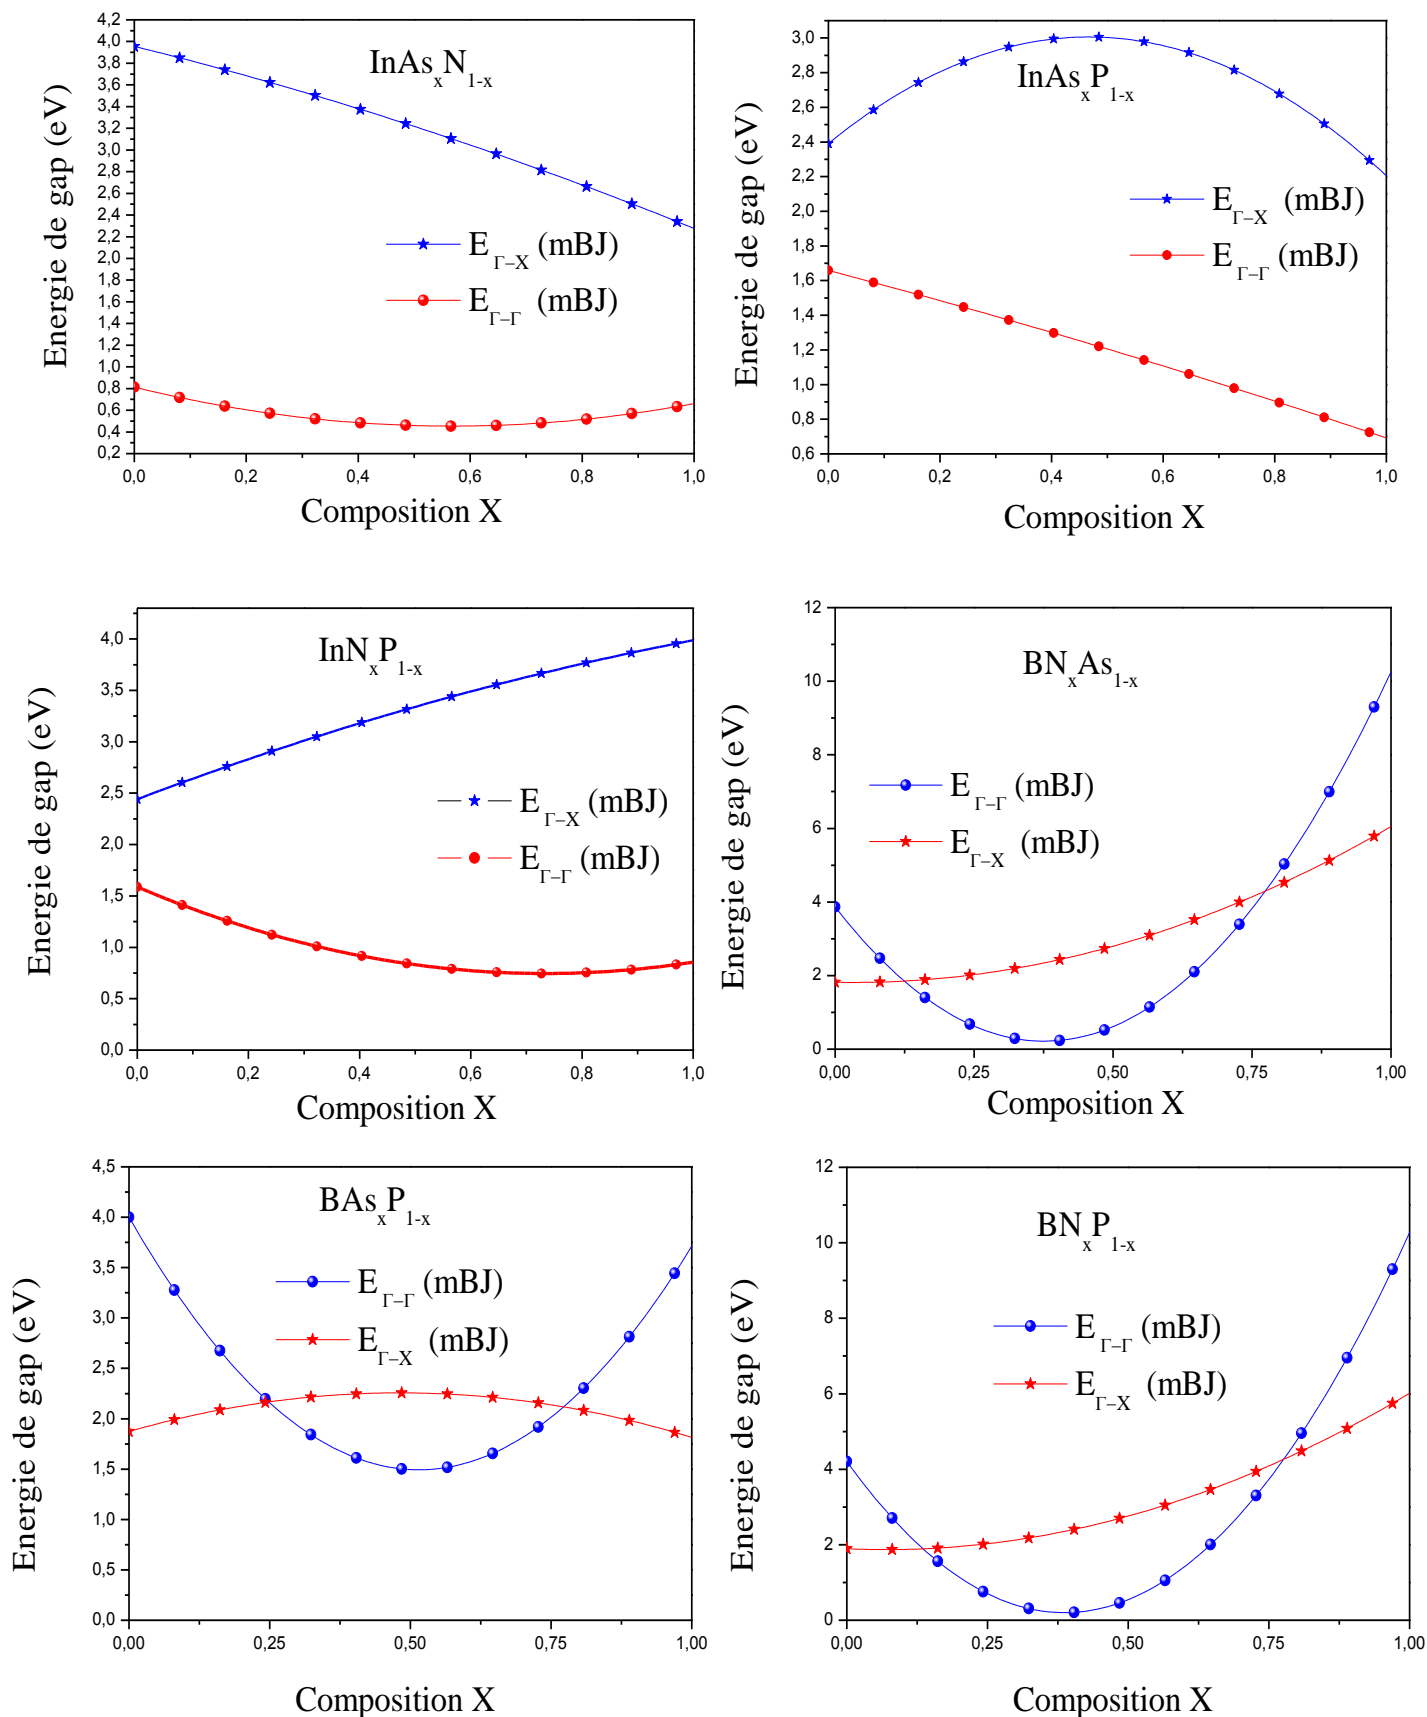 InAsxN1-x
Energie de gap (eV)
4,2
4,0
3,8
3,6
3,4
3,2
3,0
2,8
2,6
2,4
2,2
2,0
1,8
1,6
1,4
1,2
1,0
0,8
0,6
0,4
0,2
E Γ–X (mBJ)
E Γ–Γ (mBJ)
0,0 0,2 0,4 0,6 0,8 1,0
Composition X
InAsxP1-x
Energie de gap (eV)
3,0
2,8
2,6
2,4
2,2
2,0
1,8
1,6
1,4
1,2
1,0
0,8
0,6
E Γ–X (mBJ)
E Γ–Γ (mBJ)
0,0 0,2 0,4 0,6 0,8 1,0
Composition X
InNxP1-x
Energie de gap (eV)
4,0
3,5
3,0
2,5
2,0
1,5
1,0
0,5
0,0
E Γ–X (mBJ)
E Γ–Γ (mBJ)
0,0 0,2 0,4 0,6 0,8 1,0
Composition X
BNxAs1-x
Energie de gap (eV)
12
10
8
6
4
2
0
E Γ–Γ (mBJ)
E Γ–X (mBJ)
0,00 0,25 0,50 0,75 1,00
Composition X
BAsxP1-x
Energie de gap (eV)
4,5
4,0
3,5
3,0
2,5
2,0
1,5
1,0
0,5
0,0
E Γ–Γ (mBJ)
E Γ–X (mBJ)
0,00 0,25 0,50 0,75 1,00
Composition X
BNxP1-x
Energie de gap (eV)
12
10
8
6
4
2
0
E Γ–Γ (mBJ)
E Γ–X (mBJ)
0,00 0,25 0,50 0,75 1,00
Composition X